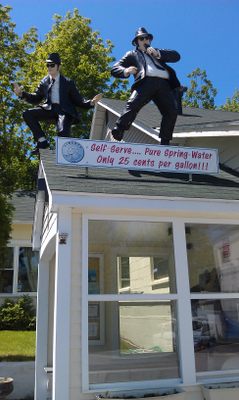 Self-Serve.... Pure Spring-Water
Only 25 cents per gallon!!!